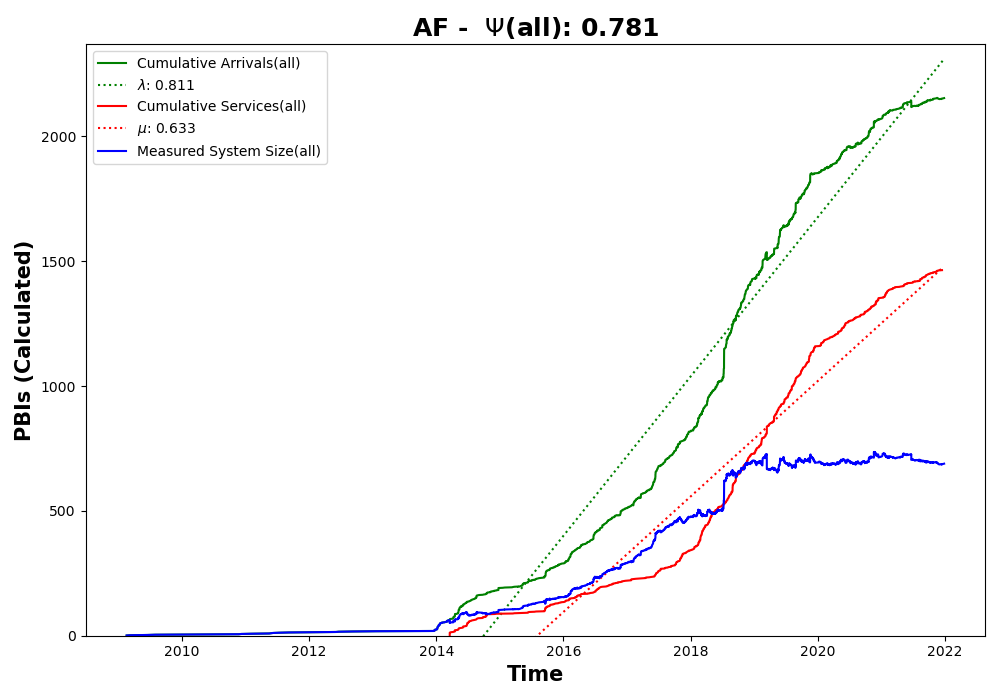 AF -  Ψ(all): 0.781
Cumulative Arrivals(all)
λ: 0.811
Cumulative Services(all)
μ: 0.633
Measured System Size(all)
PBIs (Calculated)
2000
1500
1000
500
0
2010 2012 2014 2016 2018 2020 2022
Time